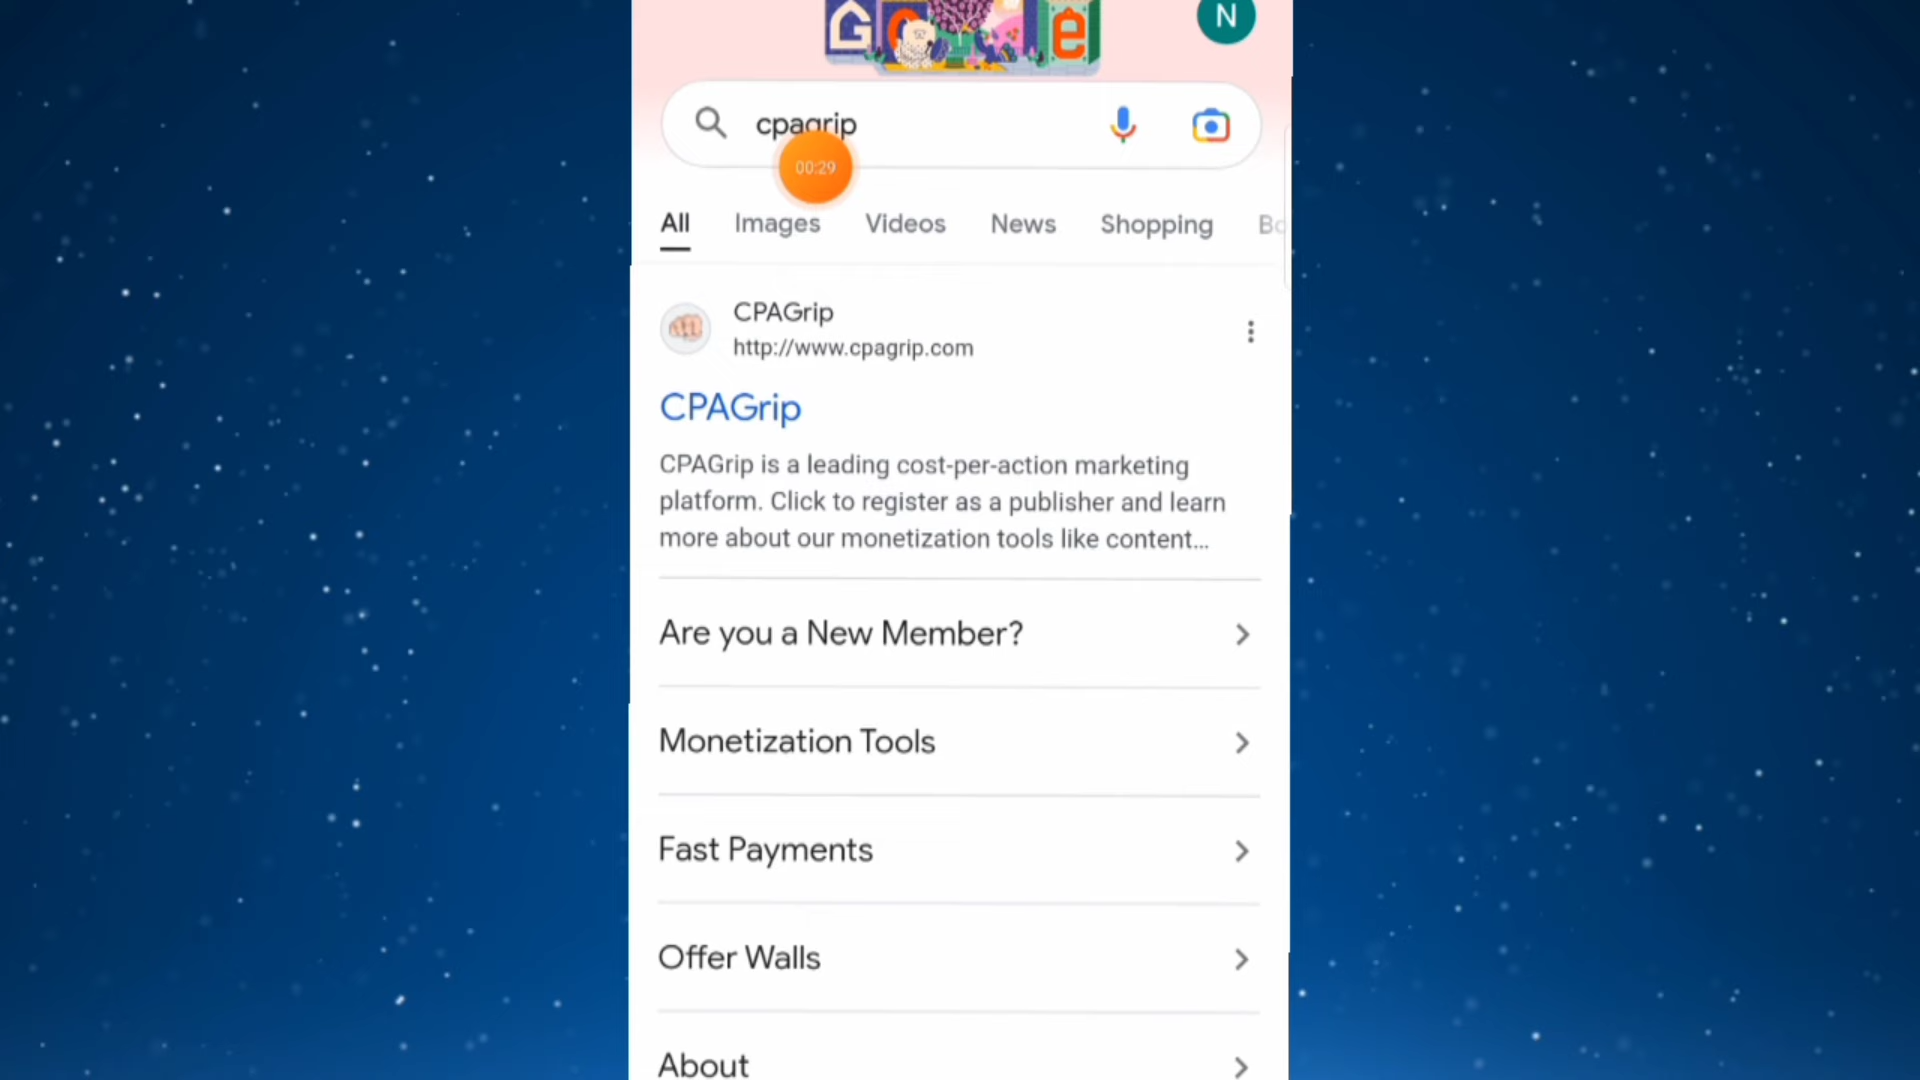 N
cpagrip
00:29
All Images Videos News Shopping
CPAGrip
http://www.cpagrip.com
CPAGrip
CPAGrip is a leading cost-per-action marketing
platform. Click to register as a publisher and learn
more about our monetization tools like content...
Are you a New Member?
Monetization Tools
Fast Payments
Offer Walls
About